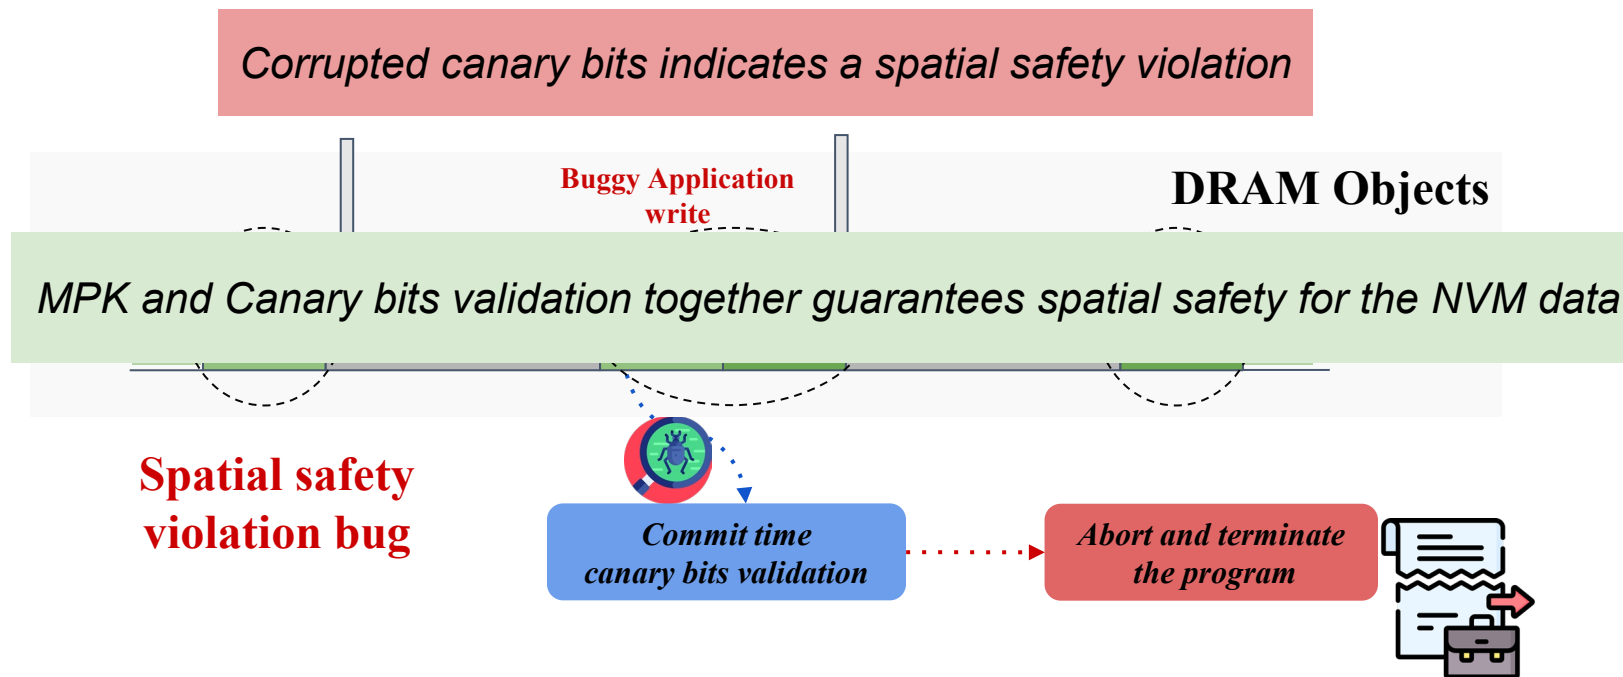 Corrupted canary bits indicates a spatial safety violation
Buggy Application
write
DRAM Objects
MPK and Canary bits validation together guarantees spatial safety for the NVM data
Spatial safety
violation bug
Commit time
canary bits validation
Abort and terminate
the program